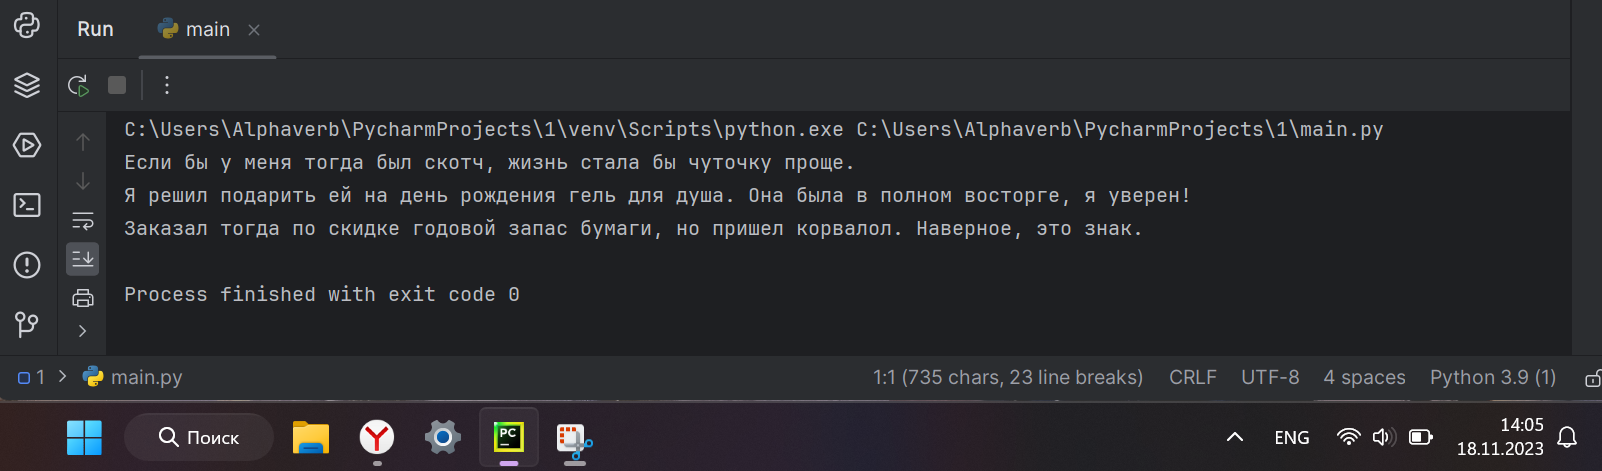 Run main
C:\Users\Alphaverb\PycharmProjects\1\venv\Scripts\python.exe C:\Users\Alphaverb\PycharmProjects\1\main.py
Если бы у меня тогда был скотч, жизнь стала бы чуточку проще.
Я решил подарить ей на день рождения гель для душа. Она была в полном восторге, я уверен!
Заказал тогда по скидке годовой запас бумаги, но пришел корвалол. Наверное, это знак.
Process finished with exit code 0
1 > main.py 1:1 (735 chars, 23 line breaks) CRLF UTF-8 4 spaces Python 3.9 (1)
Поиск PC ENG 14:05
18.11.2023